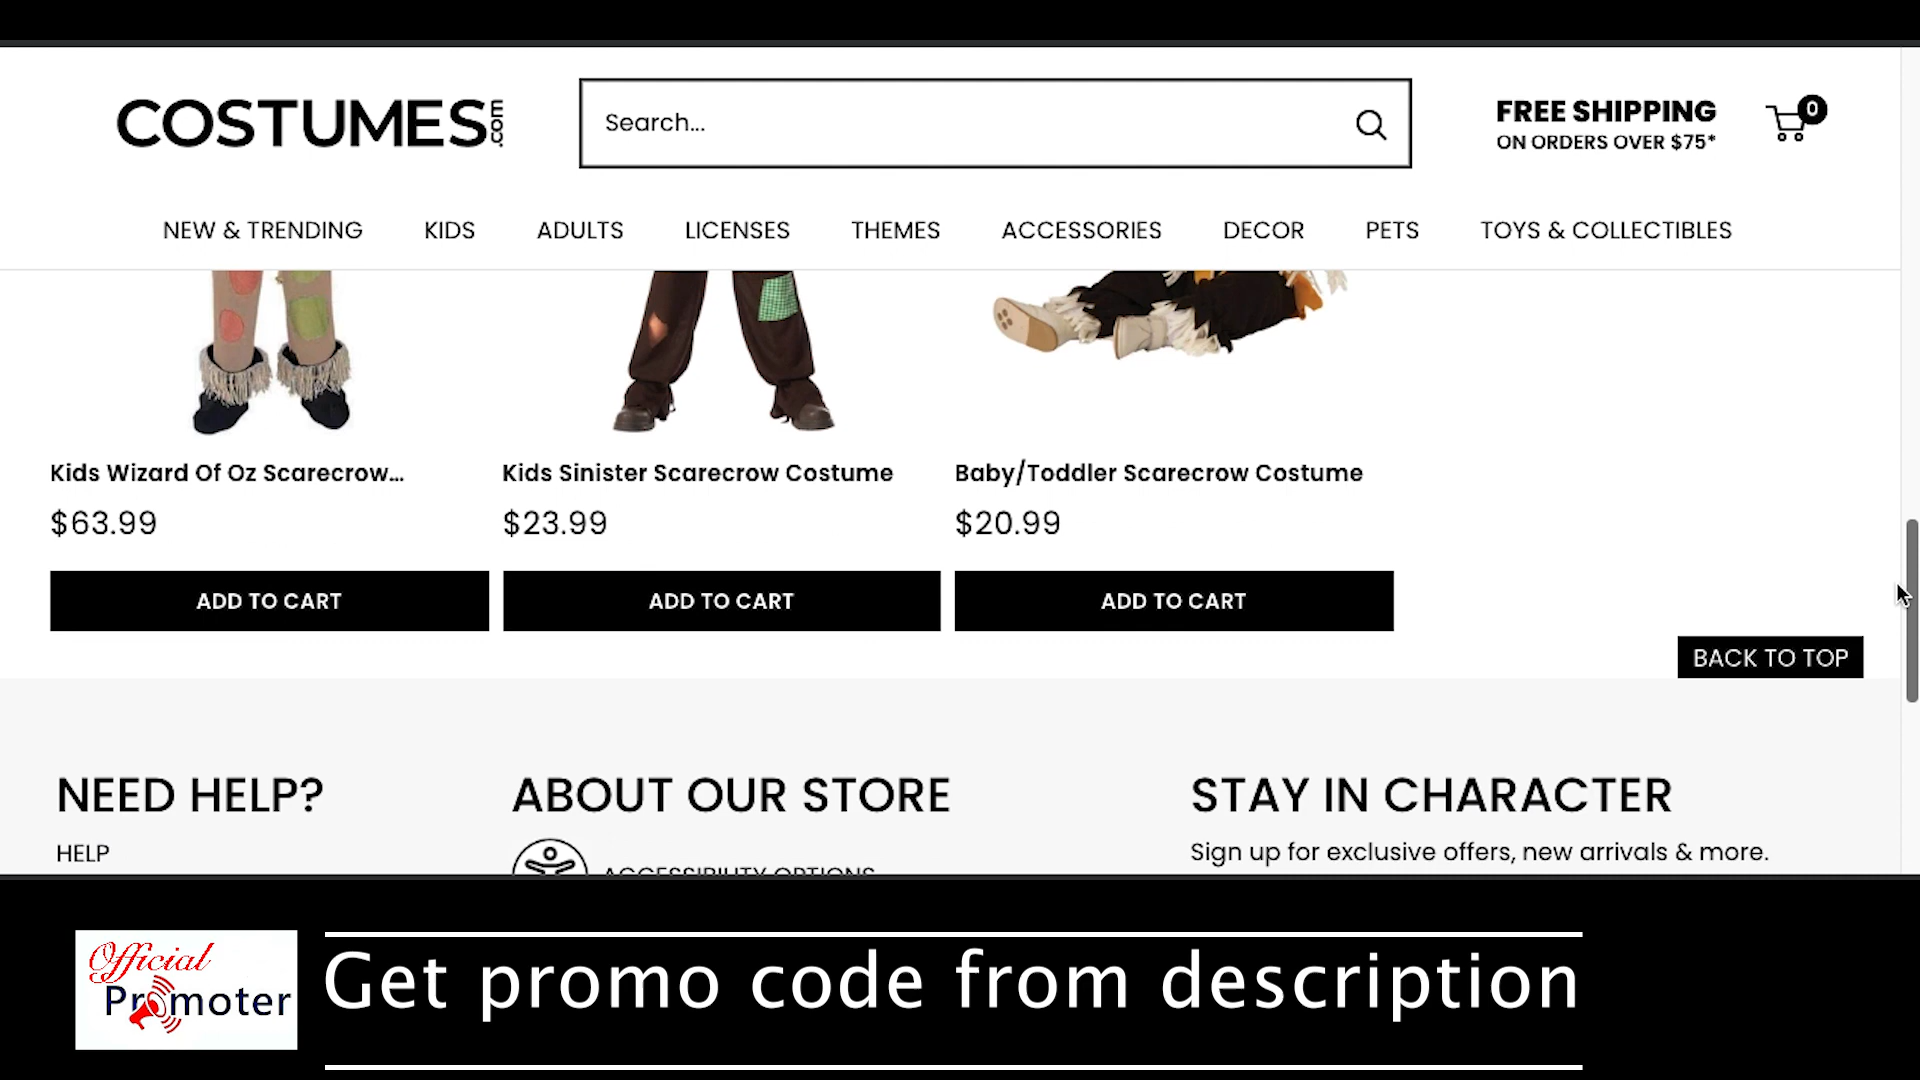 COSTUMES.com
Search...
FREE SHIPPING
ON ORDERS OVER $75*
0
NEW & TRENDING KIDS ADULTS LICENSES THEMES ACCESSORIES DECOR PETS TOYS & COLLECTIBLES
Kids Wizard Of Oz Scarecrow... Kids Sinister Scarecrow Costume Baby/Toddler Scarecrow Costume
$63.99 $23.99 $20.99
ADD TO CART ADD TO CART ADD TO CART
BACK TO TOP
NEED HELP? ABOUT OUR STORE STAY IN CHARACTER
HELP ACCESSIBILITY OPTIONS Sign up for exclusive offers, new arrivals & more.
Official
Promoter
Get promo code from description